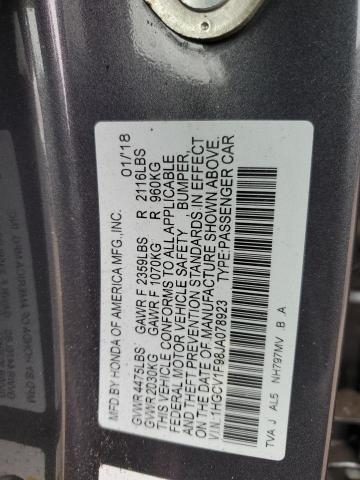 MFD BY HONDA OF AMERICA MFG.,INC. 01/18
GVWR 4475LBS GAWR F 2359LBS R 2116LBS
GVWR 2030KG GAWR F 1070KG R 960KG
THIS VEHICLE CONFORMS TO ALL APPLICABLE
FEDERAL MOTOR VEHICLE SAFETY BUMPER,
AND THEFT PREVENTION STANDARDS IN EFFECT
ON THE DATE OF MANUFACTURE SHOWN ABOVE.
V.I.N. 1HGCV1F98JA078923 TYPE:PASSENGER CAR
TVA J AL5 NH797MV B A